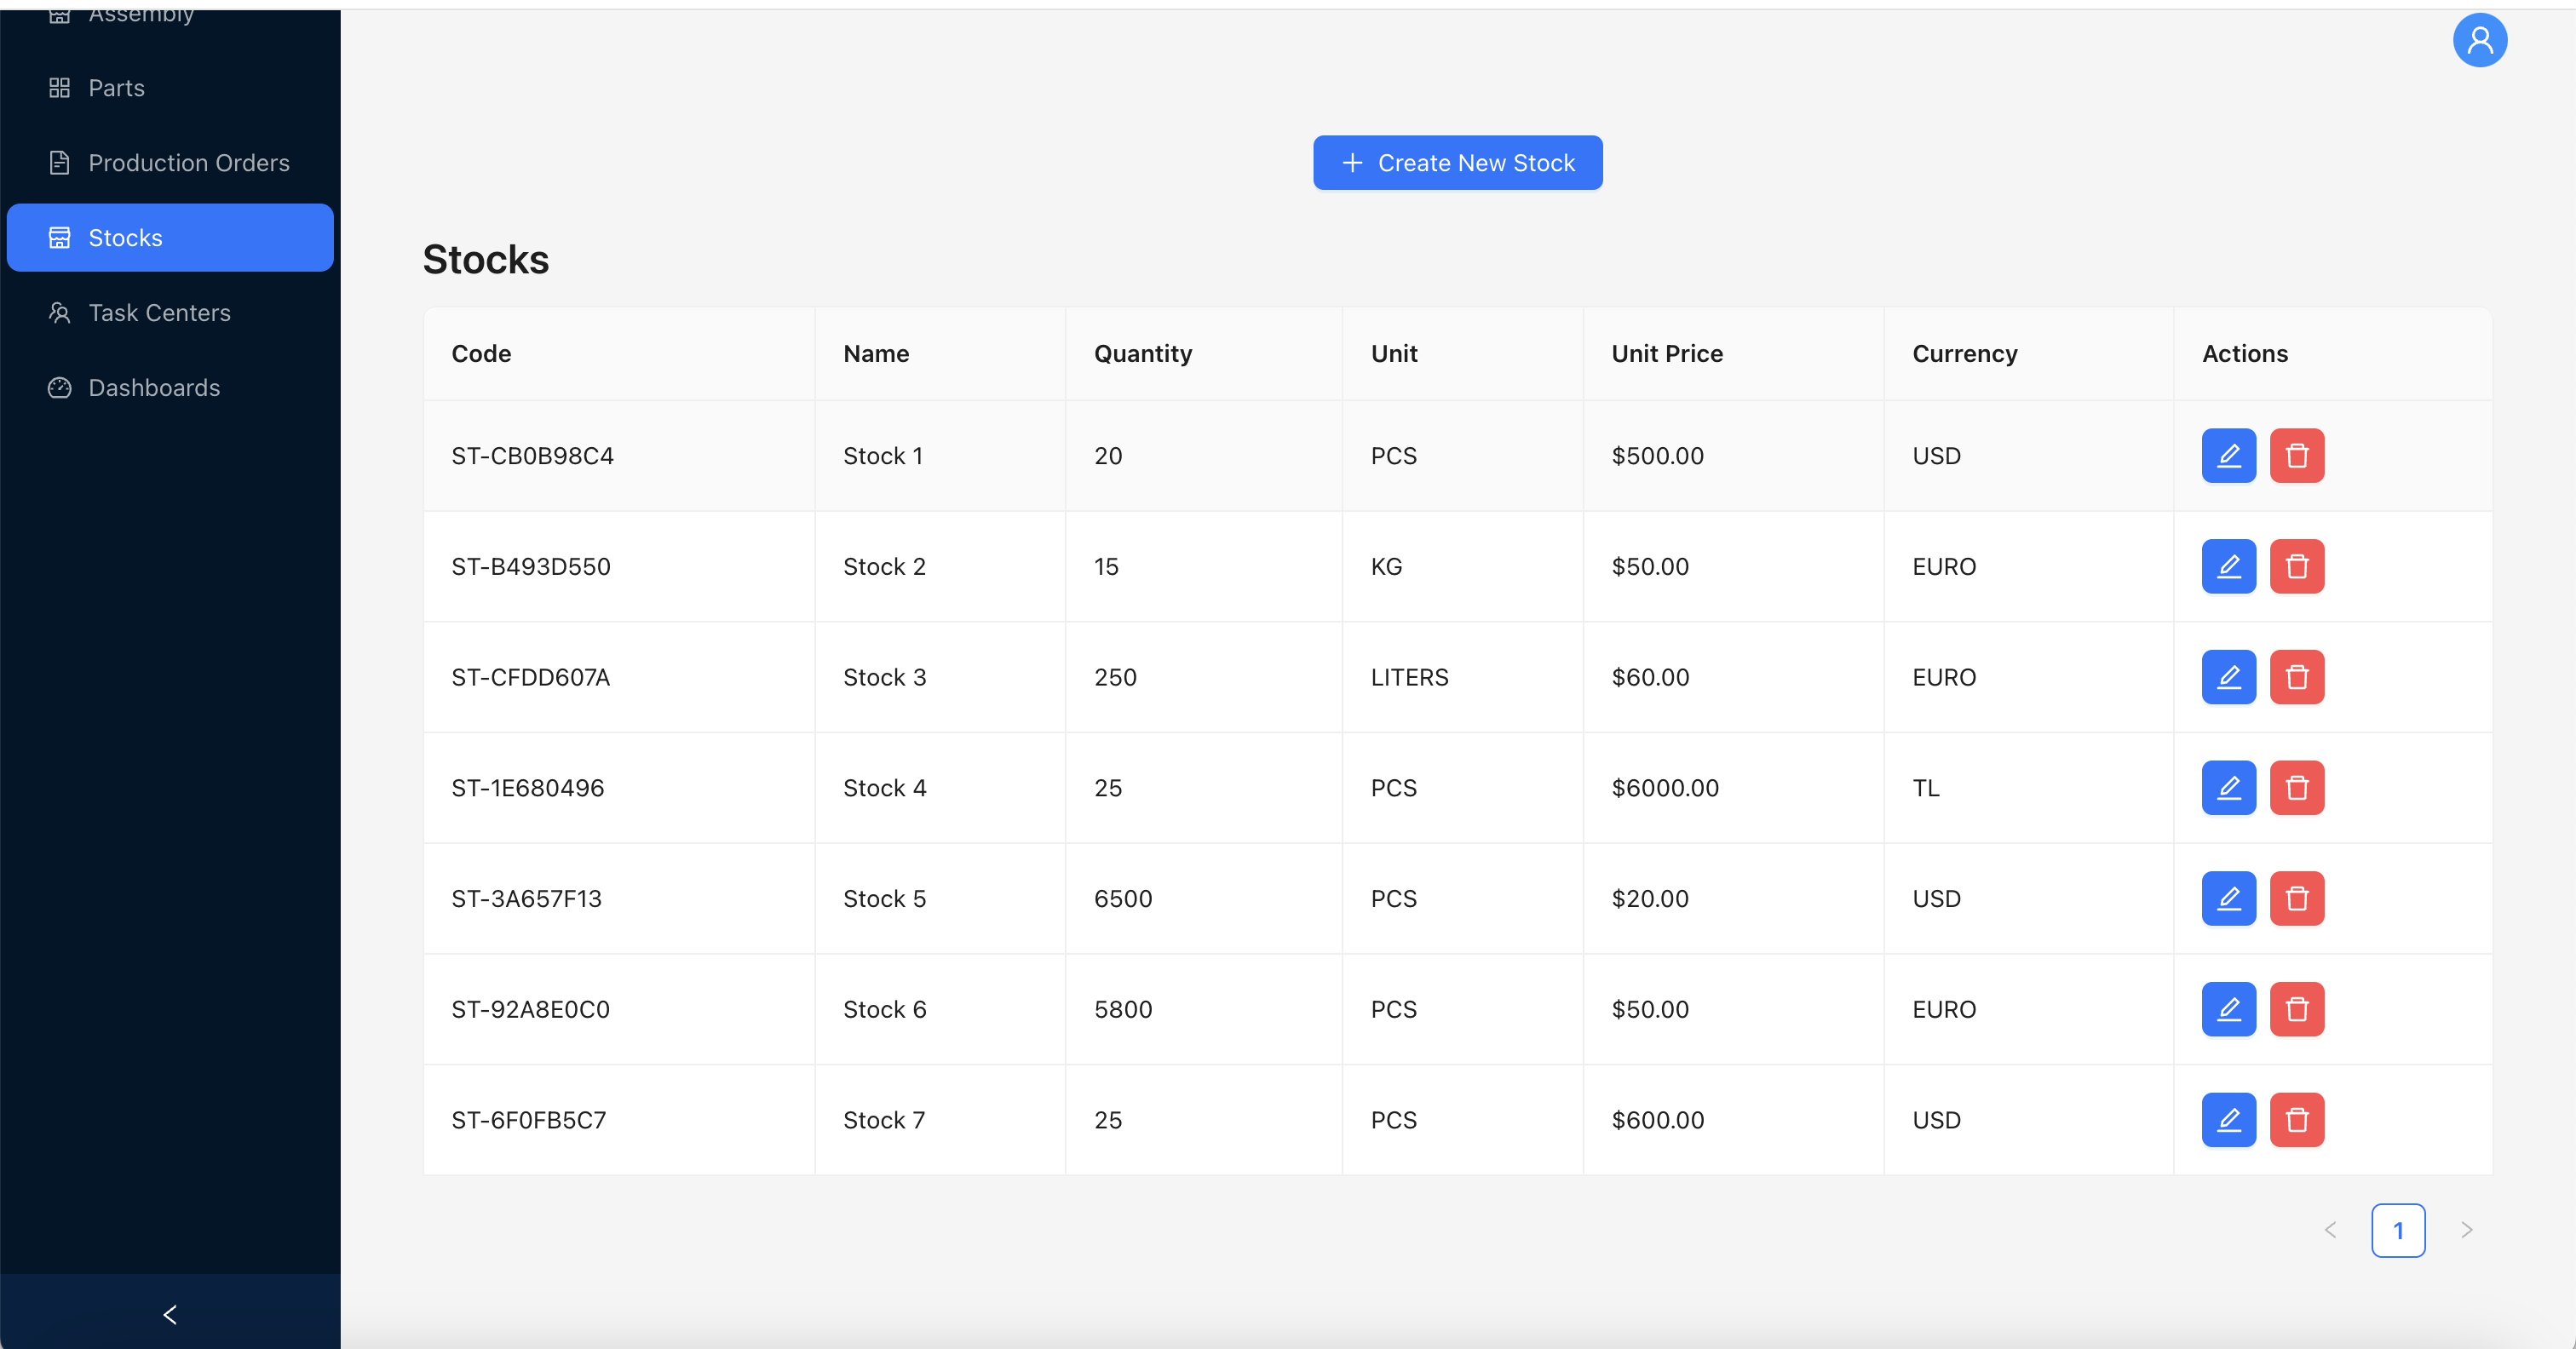 Assembly
Parts
Production Orders
Stocks
Task Centers
Dashboards
Create New Stock
Stocks
Code Name Quantity Unit Unit Price Currency Actions
ST-CB0B98C4 Stock 1 20 PCS $500.00 USD
ST-B493D550 Stock 2 15 KG $50.00 EURO
ST-CFDD607A Stock 3 250 LITERS $60.00 EURO
ST-1E680496 Stock 4 25 PCS $6000.00 TL
ST-3A657F13 Stock 5 6500 PCS $20.00 USD
ST-92A8E0C0 Stock 6 5800 PCS $50.00 EURO
ST-6F0FB5C7 Stock 7 25 PCS $600.00 USD
1